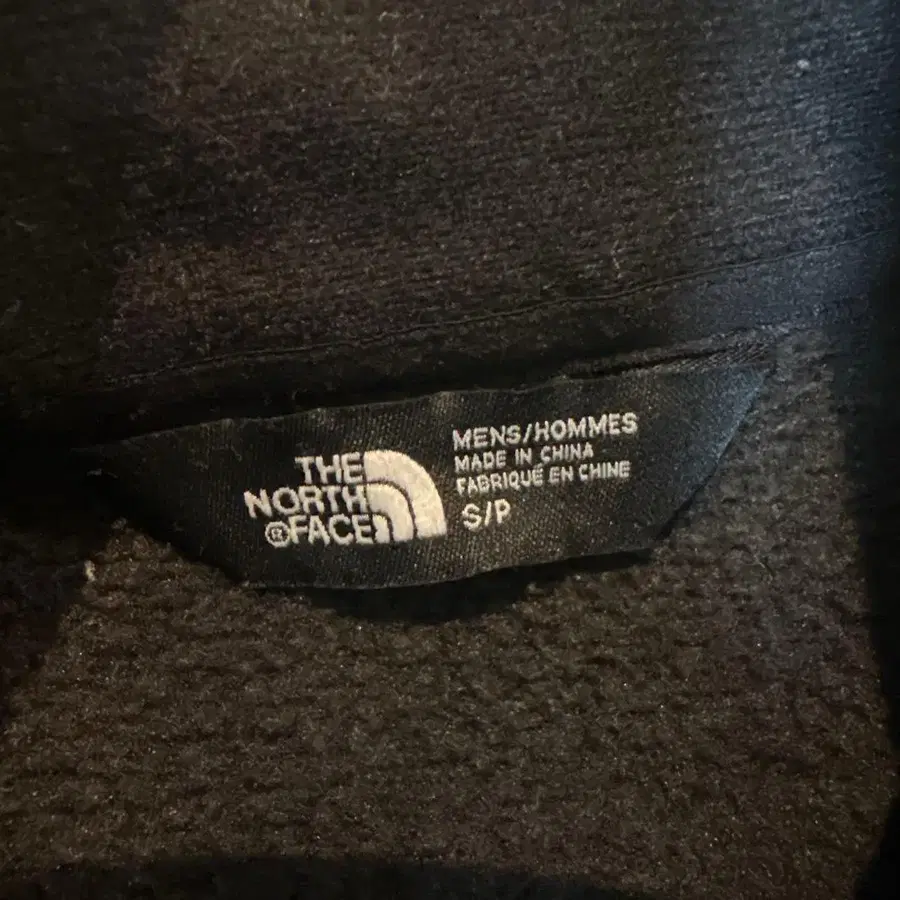 THE
NORTH
®FACE
MENS/HOMMES
MADE IN CHINA
FABRIQUÉ EN CHINE
S/P